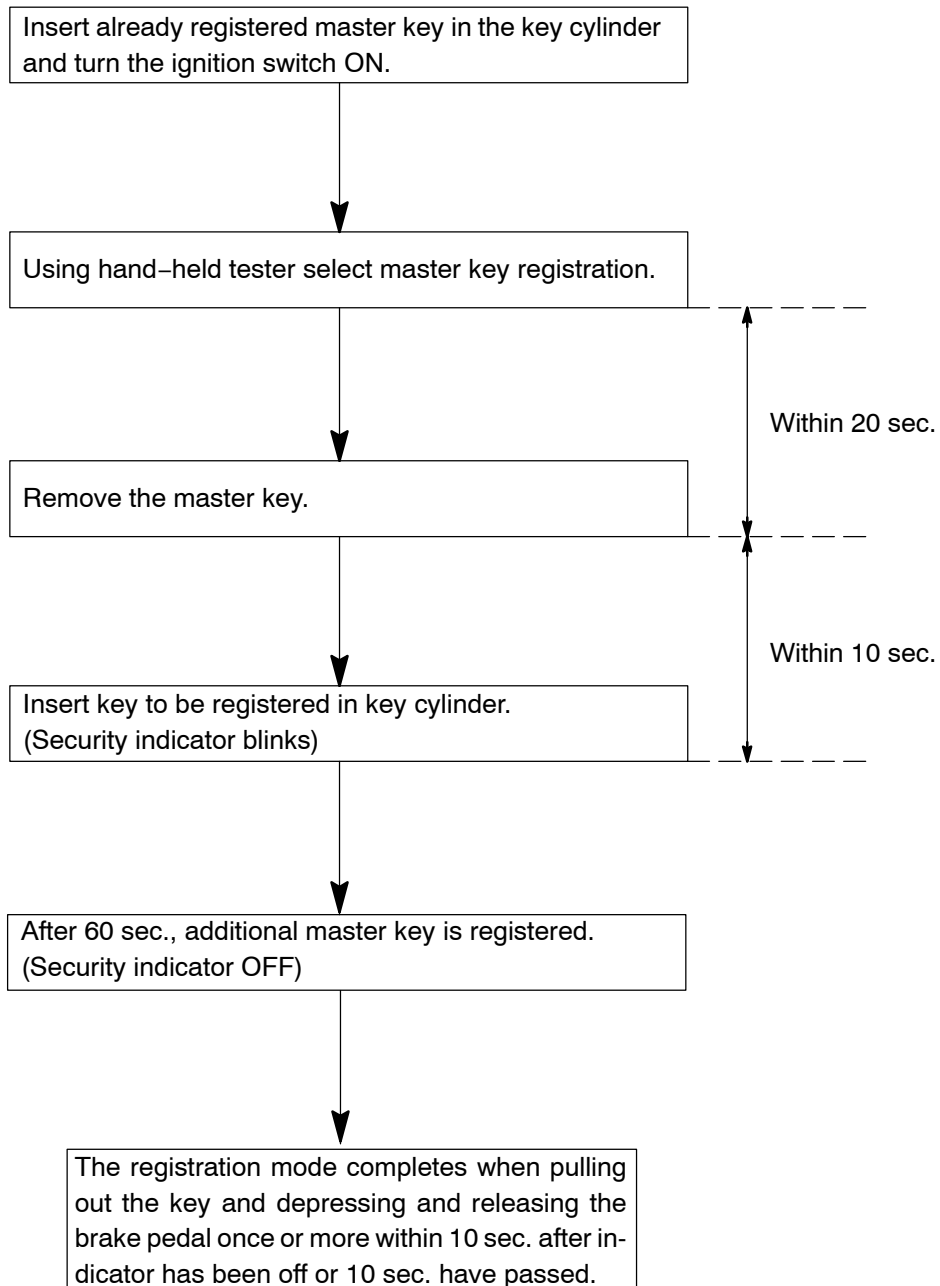 Insert already registered master key in the key cylinder
and turn the ignition switch ON.
Using hand−held tester select master key registration.
Within 20 sec.
Remove the master key.
Within 10 sec.
Insert key to be registered in key cylinder.
(Security indicator blinks)
After 60 sec., additional master key is registered.
(Security indicator OFF)
The registration mode completes when pulling
out the key and depressing and releasing the
brake pedal once or more within 10 sec. after in-
dicator has been off or 10 sec. have passed.